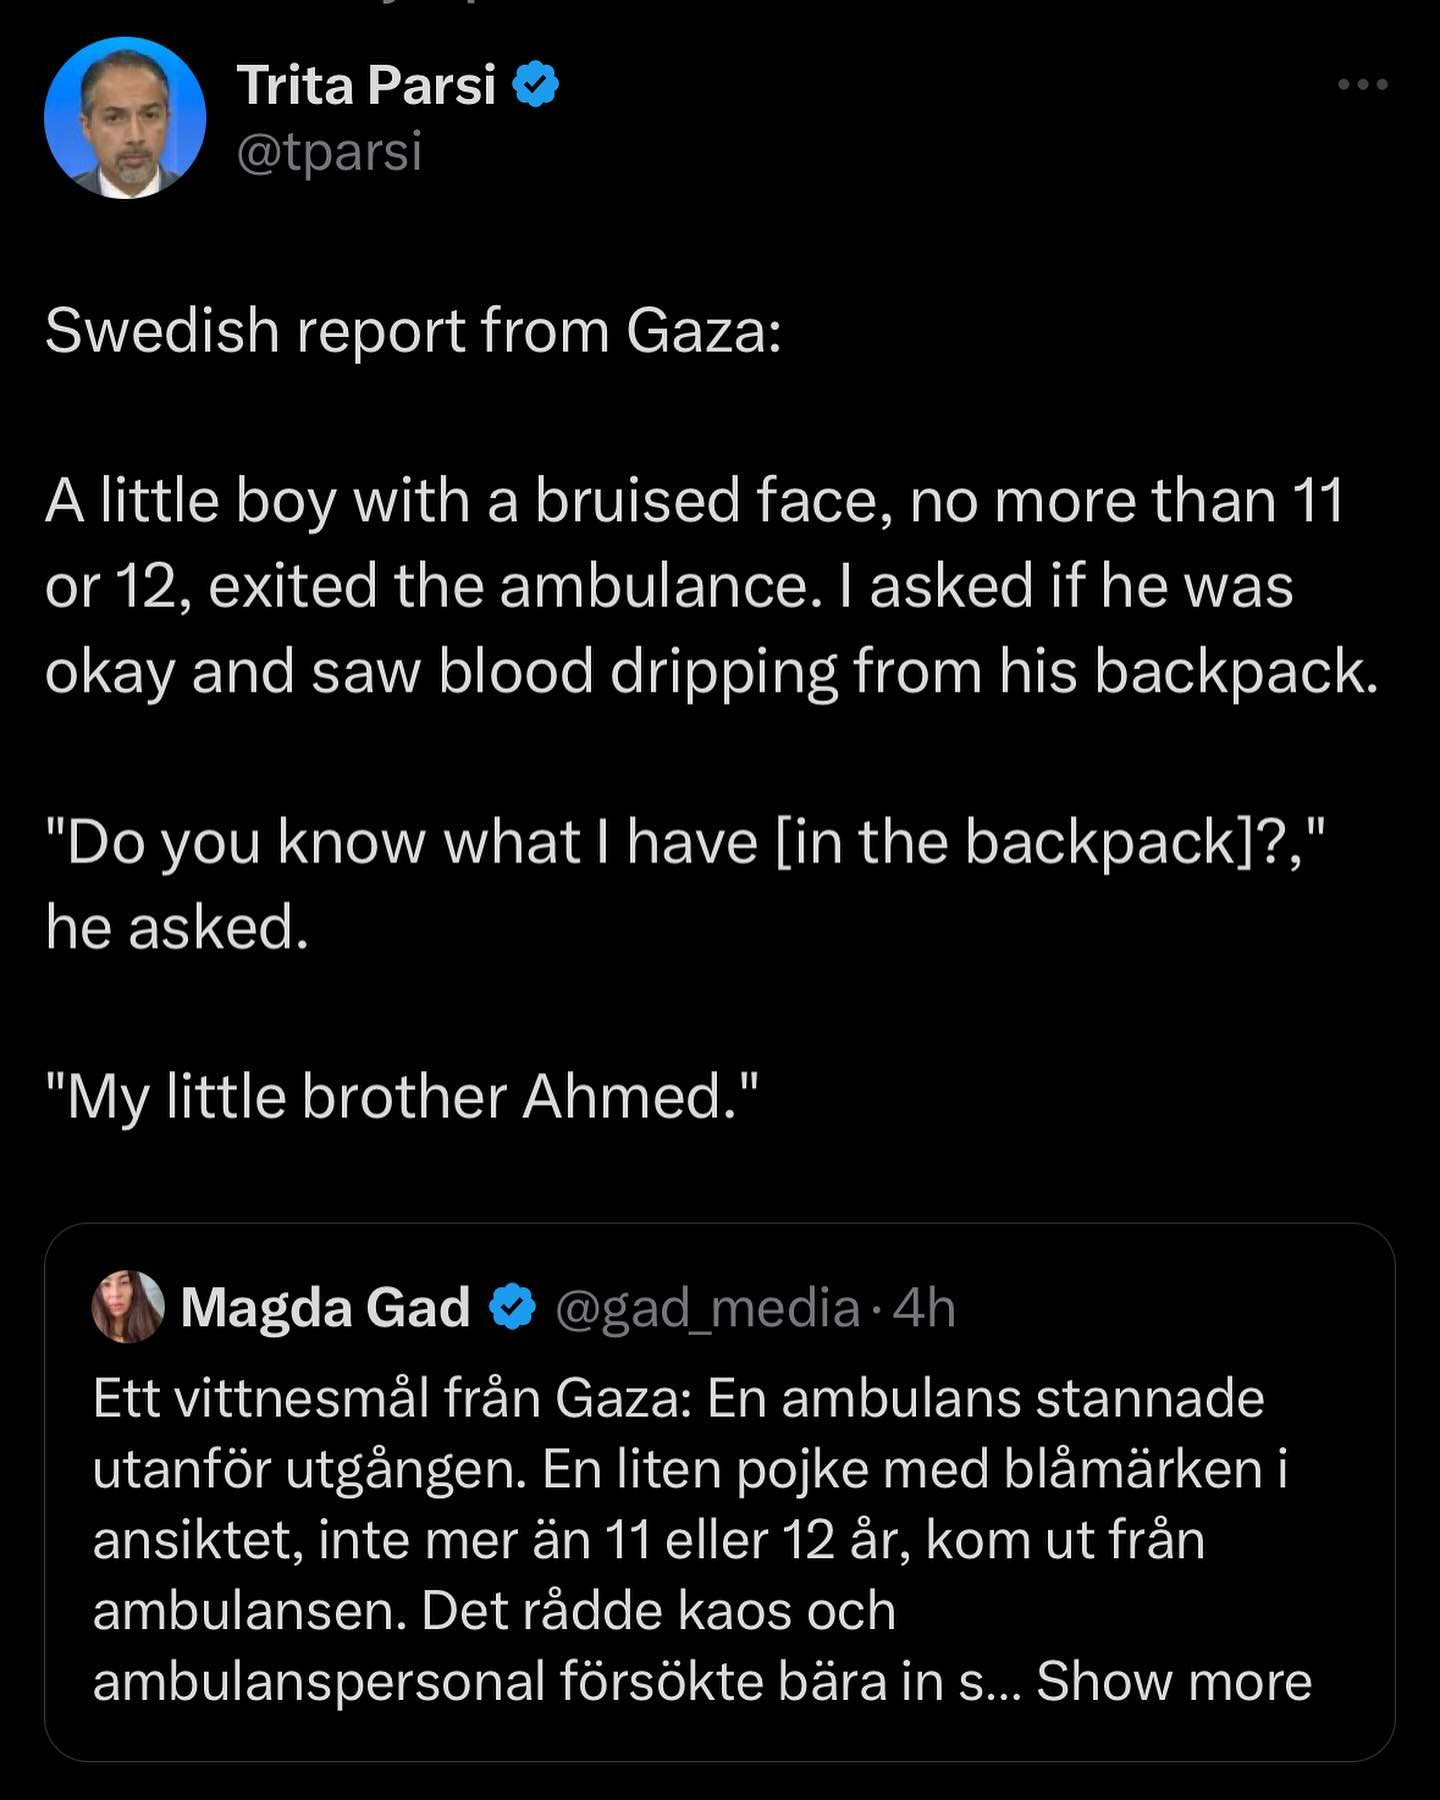 Trita Parsi
@tparsi
Swedish report from Gaza:
A little boy with a bruised face, no more than 11
or 12, exited the ambulance. I asked if he was
okay and saw blood dripping from his backpack.
"Do you know what I have [in the backpack]?,"
he asked.
"My little brother Ahmed."
Magda Gad @gad_media · 4h
Ett vittnesmål från Gaza: En ambulans stannade
utanför utgången. En liten pojke med blåmärken i
ansiktet, inte mer än 11 eller 12 år, kom ut från
ambulansen. Det rådde kaos och
ambulanspersonal försökte bära in s... Show more